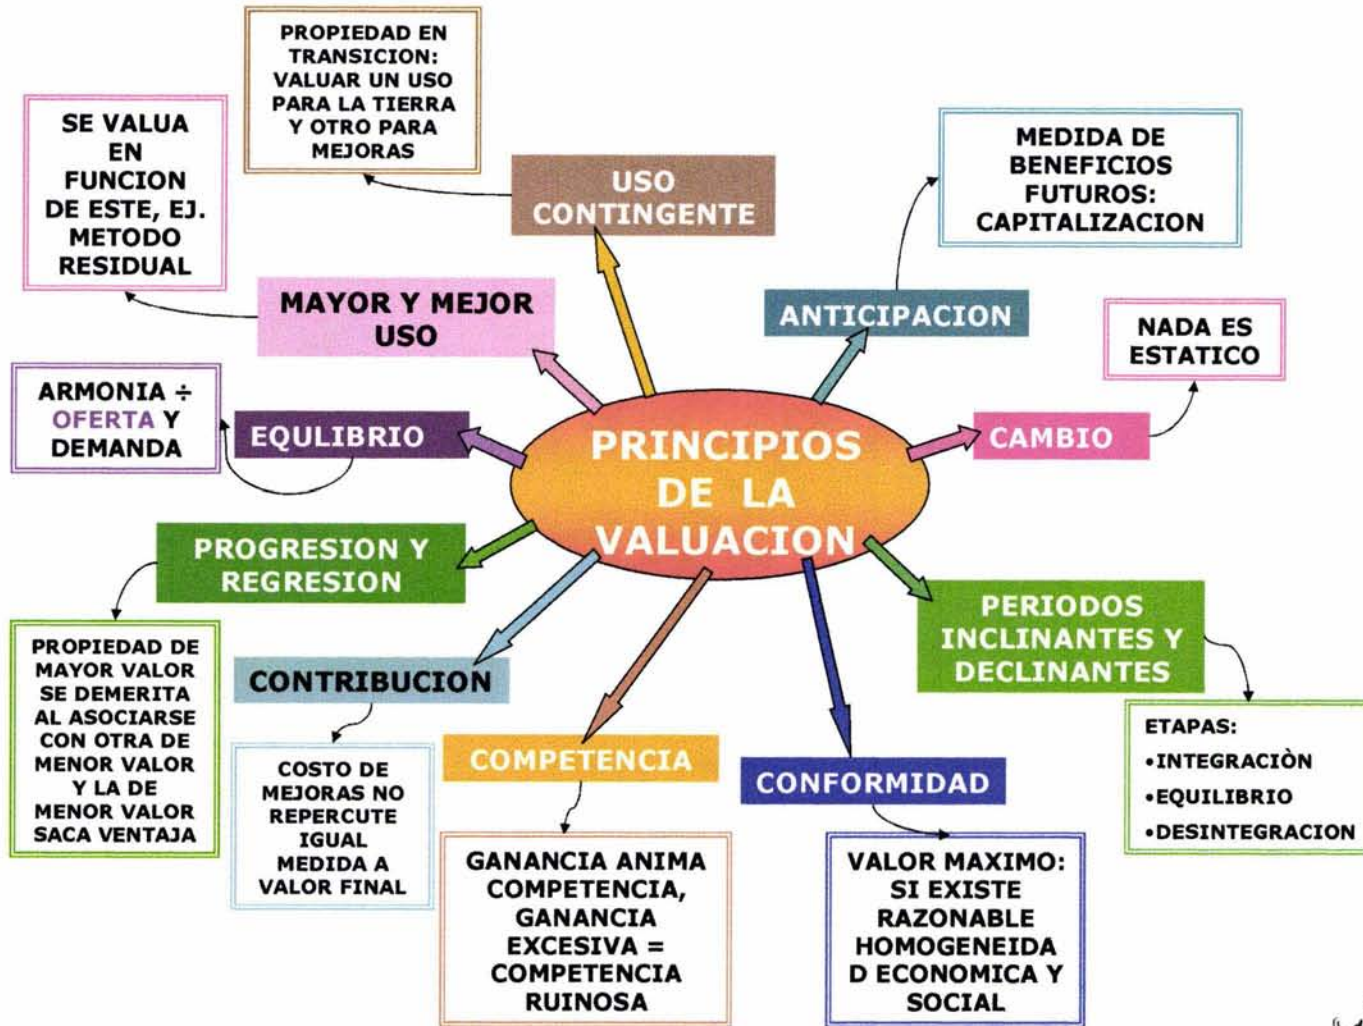 PROPIEDAD EN
TRANSICION:
VALUAR UN USO
PARA LA TIERRA
Y OTRO PARA
MEJORAS
SE VALUA
EN
FUNCION
DE ESTE, EJ.
METODO
RESIDUAL
MEDIDA DE
BENEFICIOS
FUTUROS:
CAPITALIZACION
USO
CONTINGENTE
MAYOR Y MEJOR
USO
ANTICIPACION
NADA ES
ESTATICO
ARMONIA ÷
OFERTA Y
DEMANDA
EQULIBRIO
CAMBIO
PRINCIPIOS
DE LA
VALUACION
PROGRESION Y
REGRESION
PERIODOS
INCLINANTES Y
DECLINANTES
PROPIEDAD DE
MAYOR VALOR
SE DEMERITA
AL ASOCIARSE
CON OTRA DE
MENOR VALOR
Y LA DE
MENOR VALOR
SACA VENTAJA
CONTRIBUCION
COMPETENCIA
CONFORMIDAD
ETAPAS:
•INTEGRACIÒN
•EQUILIBRIO
•DESINTEGRACION
COSTO DE
MEJORAS NO
REPERCUTE
IGUAL
MEDIDA A
VALOR FINAL
GANANCIA ANIMA
COMPETENCIA,
GANANCIA
EXCESIVA =
COMPETENCIA
RUINOSA
VALOR MAXIMO:
SI EXISTE
RAZONABLE
HOMOGENEIDA
D ECONOMICA Y
SOCIAL